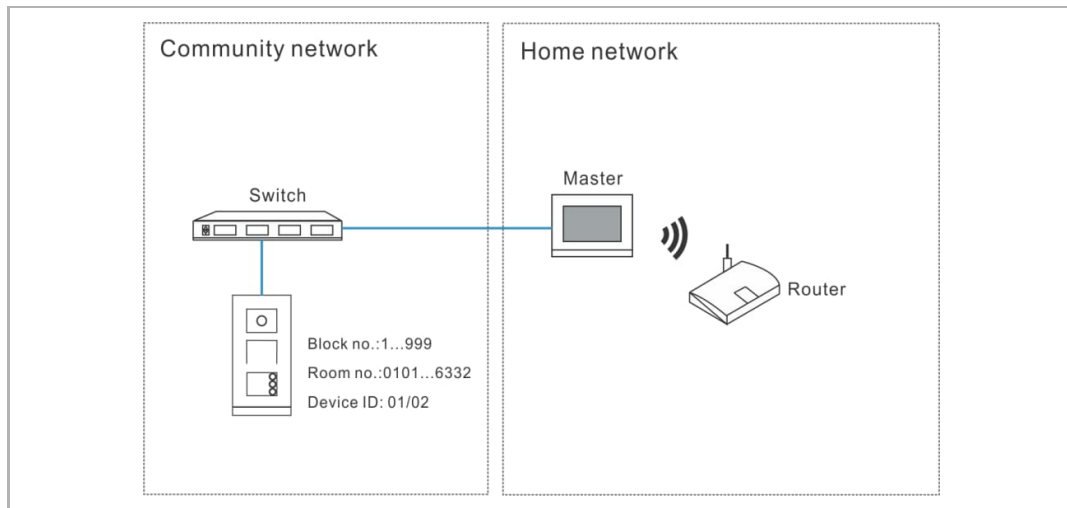 Community network
Home network
Switch
Master
Router
Block no.:1...999
Room no.:0101...6332
Device ID: 01/02